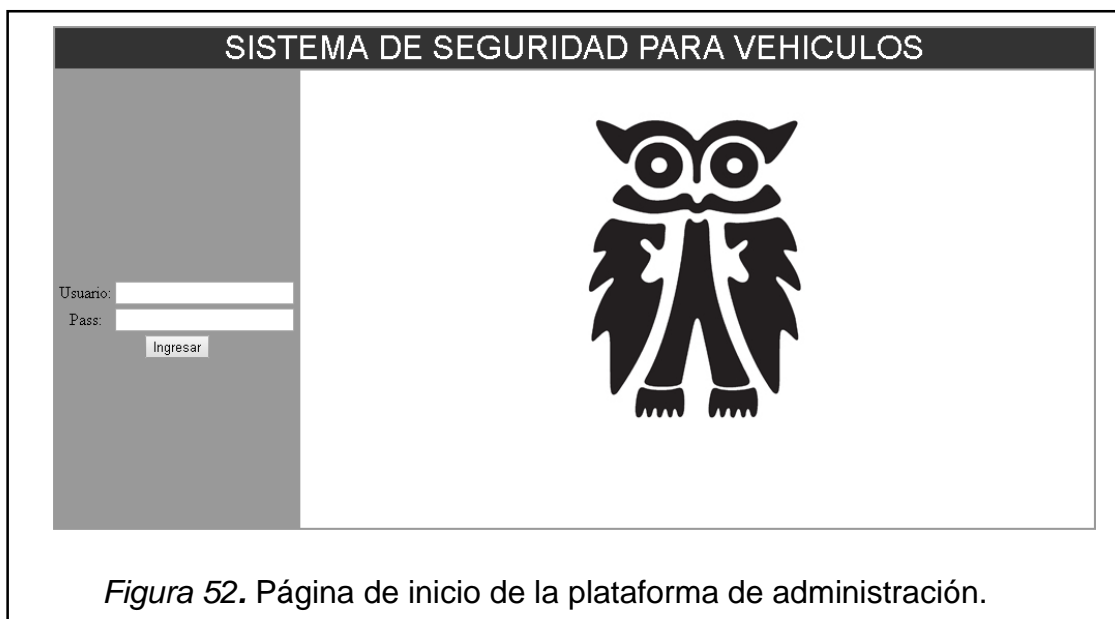 SISTEMA DE SEGURIDAD PARA VEHICULOS
Usuario:
Pass:
Ingresar
Figura 52. Página de inicio de la plataforma de administración.